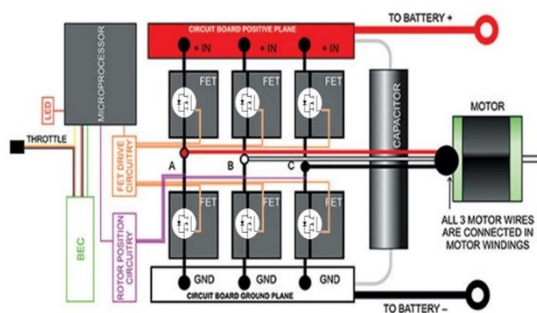 CIRCUIT BOARD POSITIVE PLANE
TO BATTERY +
+ IN
+ IN
+ IN
MICROPROCESSOR
FET
FET
FET
LED
CAPACITOR
MOTOR
THROTTLE
FET DRIVE
CIRCUITRY
A
B
C
BEC
ROTOR POSITION
CIRCUITRY
FET
FET
FET
ALL 3 MOTOR WIRES
ARE CONNECTED IN
MOTOR WINDINGS
GND
GND
GND
CIRCUIT BOARD GROUND PLANE
TO BATTERY –